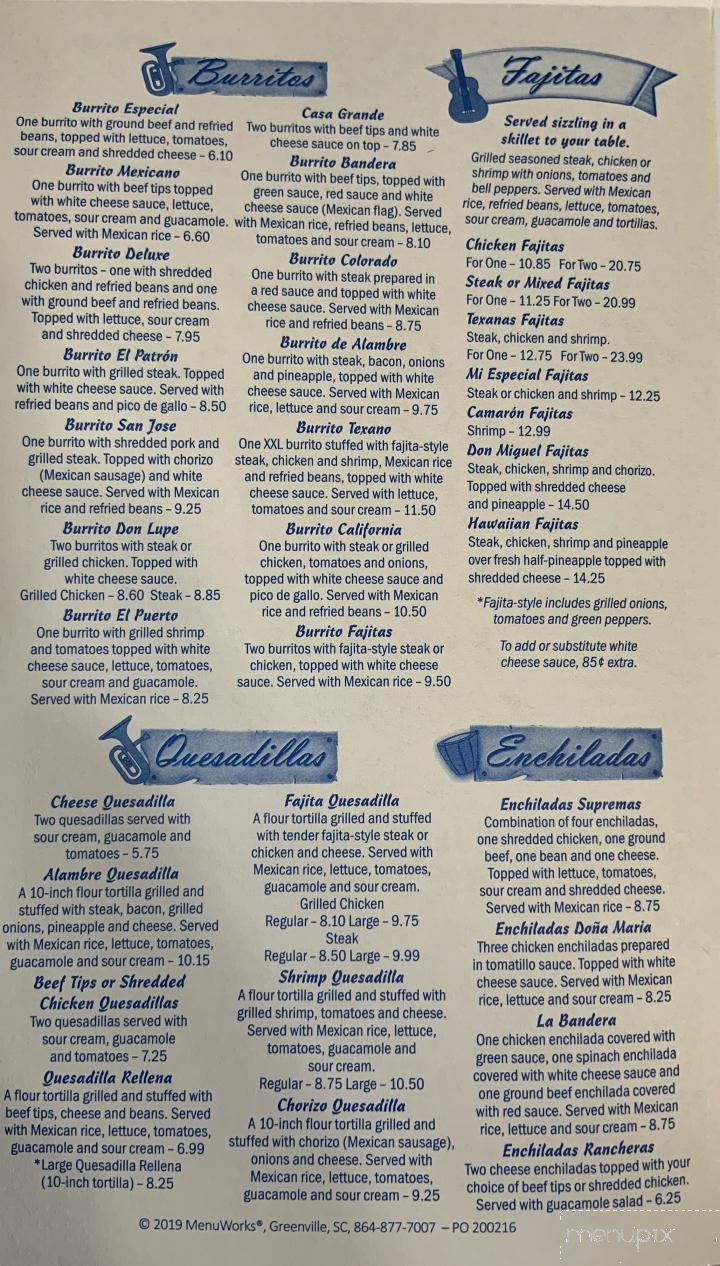 Burritos
Burrito Especial
One burrito with ground beef and refried
beans, topped with lettuce, tomatoes,
sour cream and shredded cheese – 6.10
Burrito Mexicano
One burrito with beef tips topped
with white cheese sauce, lettuce,
tomatoes, sour cream and guacamole.
Served with Mexican rice – 6.60
Burrito Deluxe
Two burritos – one with shredded
chicken and refried beans and one
with ground beef and refried beans.
Topped with lettuce, sour cream
and shredded cheese – 7.95
Burrito El Patrón
One burrito with grilled steak. Topped
with white cheese sauce. Served with
refried beans and pico de gallo – 8.50
Burrito San Jose
One burrito with shredded pork and
grilled steak. Topped with chorizo
(Mexican sausage) and white
cheese sauce. Served with Mexican
rice and refried beans – 9.25
Burrito Don Lupe
Two burritos with steak or
grilled chicken. Topped with
white cheese sauce.
Grilled Chicken – 8.60 Steak – 8.85
Burrito El Puerto
One burrito with grilled shrimp
and tomatoes topped with white
cheese sauce, lettuce, tomatoes,
sour cream and guacamole.
Served with Mexican rice – 8.25
Casa Grande
Two burritos with beef tips and white
cheese sauce on top – 7.85
Burrito Bandera
One burrito with beef tips, topped with
green sauce, red sauce and white
cheese sauce (Mexican flag). Served
with Mexican rice, refried beans, lettuce,
tomatoes and sour cream – 8.10
Burrito Colorado
One burrito with steak prepared in
a red sauce and topped with white
cheese sauce. Served with Mexican
rice and refried beans – 8.75
Burrito de Alambre
One burrito with steak, bacon, onions
and pineapple, topped with white
cheese sauce. Served with Mexican
rice, lettuce and sour cream – 9.75
Burrito Texano
One XXL burrito stuffed with fajita-style
steak, chicken and shrimp, Mexican rice
and refried beans, topped with white
cheese sauce. Served with lettuce,
tomatoes and sour cream – 11.50
Burrito California
One burrito with steak or grilled
chicken, tomatoes and onions,
topped with white cheese sauce and
pico de gallo. Served with Mexican
rice and refried beans – 10.50
Burrito Fajitas
Two burritos with fajita-style steak or
chicken, topped with white cheese
sauce. Served with Mexican rice – 9.50
Fajitas
Served sizzling in a
skillet to your table.
Grilled seasoned steak, chicken or
shrimp with onions, tomatoes and
bell peppers. Served with Mexican
rice, refried beans, lettuce, tomatoes,
sour cream, guacamole and tortillas.
Chicken Fajitas
For One – 10.85 For Two – 20.75
Steak or Mixed Fajitas
For One – 11.25 For Two – 20.99
Texanas Fajitas
Steak, chicken and shrimp.
For One – 12.75 For Two – 23.99
Mi Especial Fajitas
Steak or chicken and shrimp – 12.25
Camarón Fajitas
Shrimp – 12.99
Don Miguel Fajitas
Steak, chicken, shrimp and chorizo.
Topped with shredded cheese
and pineapple – 14.50
Hawaiian Fajitas
Steak, chicken, shrimp and pineapple
over fresh half-pineapple topped with
shredded cheese – 14.25
*Fajita-style includes grilled onions,
tomatoes and green peppers.
To add or substitute white
cheese sauce, 85¢ extra.
Quesadillas
Cheese Quesadilla
Two quesadillas served with
sour cream, guacamole and
tomatoes – 5.75
Alambre Quesadilla
A 10-inch flour tortilla grilled and
stuffed with steak, bacon, grilled
onions, pineapple and cheese. Served
with Mexican rice, lettuce, tomatoes,
guacamole and sour cream – 10.15
Beef Tips or Shredded
Chicken Quesadillas
Two quesadillas served with
sour cream, guacamole
and tomatoes – 7.25
Quesadilla Rellena
A flour tortilla grilled and stuffed with
beef tips, cheese and beans. Served
with Mexican rice, lettuce, tomatoes,
guacamole and sour cream – 6.99
*Large Quesadilla Rellena
(10-inch tortilla) – 8.25
Fajita Quesadilla
A flour tortilla grilled and stuffed
with tender fajita-style steak or
chicken and cheese. Served with
Mexican rice, lettuce, tomatoes,
guacamole and sour cream.
Grilled Chicken
Regular – 8.10 Large – 9.75
Steak
Regular – 8.50 Large – 9.99
Shrimp Quesadilla
A flour tortilla grilled and stuffed with
grilled shrimp, tomatoes and cheese.
Served with Mexican rice, lettuce,
tomatoes, guacamole and
sour cream.
Regular – 8.75 Large – 10.50
Chorizo Quesadilla
A 10-inch flour tortilla grilled and
stuffed with chorizo (Mexican sausage),
onions and cheese. Served with
Mexican rice, lettuce, tomatoes,
guacamole and sour cream – 9.25
Enchiladas
Enchiladas Supremas
Combination of four enchiladas,
one shredded chicken, one ground
beef, one bean and one cheese.
Topped with lettuce, tomatoes,
sour cream and shredded cheese.
Served with Mexican rice – 8.75
Enchiladas Doña Maria
Three chicken enchiladas prepared
in tomatillo sauce. Topped with white
cheese sauce. Served with Mexican
rice, lettuce and sour cream – 8.25
La Bandera
One chicken enchilada covered with
green sauce, one spinach enchilada
covered with white cheese sauce and
one ground beef enchilada covered
with red sauce. Served with Mexican
rice, lettuce and sour cream – 8.75
Enchiladas Rancheras
Two cheese enchiladas topped with your
choice of beef tips or shredded chicken.
Served with guacamole salad – 6.25
© 2019 MenuWorks®, Greenville, SC, 864-877-7007 – PO 200216
menupix